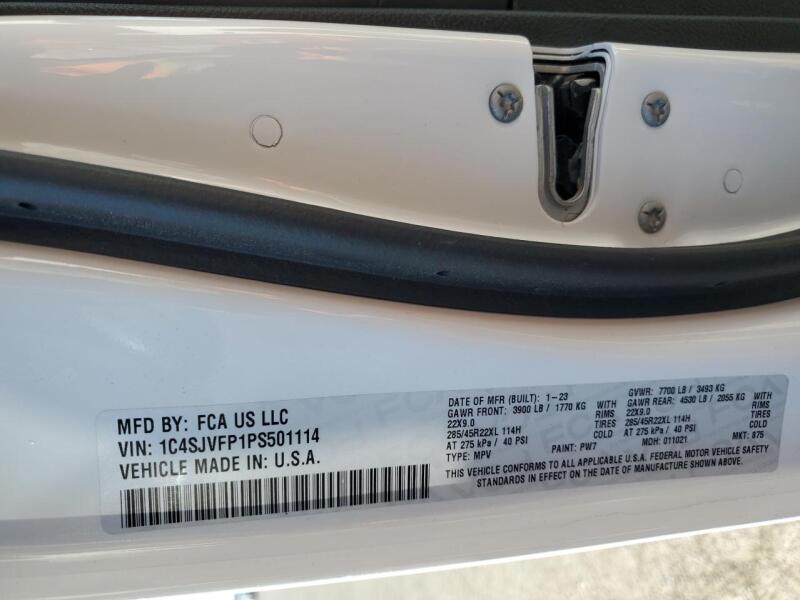 MFD BY: FCA US LLC
VIN: 1C4SJVFP1PS501114
VEHICLE MADE IN: U.S.A.
DATE OF MFR (BUILT): 1-23 GVWR: 7700 LB / 3493 KG
GAWR FRONT: 3900 LB / 1770 KG WITH GAWR REAR: 4530 LB / 2055 KG WITH
22X9.0 RIMS 22X9.0 RIMS
285/45R22XL 114H TIRES 285/45R22XL 114H TIRES
AT 275 kPa / 40 PSI COLD AT 275 kPa / 40 PSI COLD
TYPE: MPV PAINT: PW7 MDH: 011021 MKT: 875
THIS VEHICLE CONFORMS TO ALL APPLICABLE U.S.A. FEDERAL MOTOR VEHICLE SAFETY
STANDARDS IN EFFECT ON THE DATE OF MANUFACTURE SHOWN ABOVE.